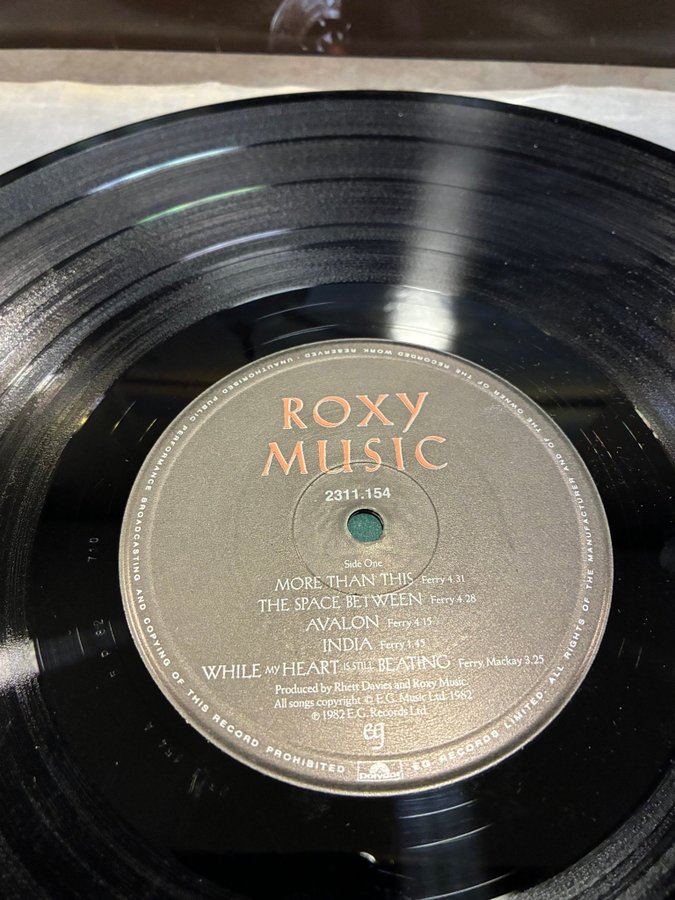 ROXY
MUSIC
2311.154
Side One
MORE THAN THIS Ferry 4.31
THE SPACE BETWEEN Ferry 4.28
AVALON Ferry 4.15
INDIA Ferry 1.45
WHILE MY HEART IS STILL BEATING Ferry, Mackay 3.25
Produced by Rhett Davies and Roxy Music.
All songs copyright © E.G. Music Ltd. 1982
℗ 1982 E.G. Records Ltd.
eg
polydor
EG RECORDS LIMITED · ALL RIGHTS OF THE MANUFACTURER AND OF THE OWNER OF THE RECORDED WORK RESERVED · UNAUTHORISED PUBLIC PERFORMANCE BROADCASTING AND COPYING OF THIS RECORD PROHIBITED
710